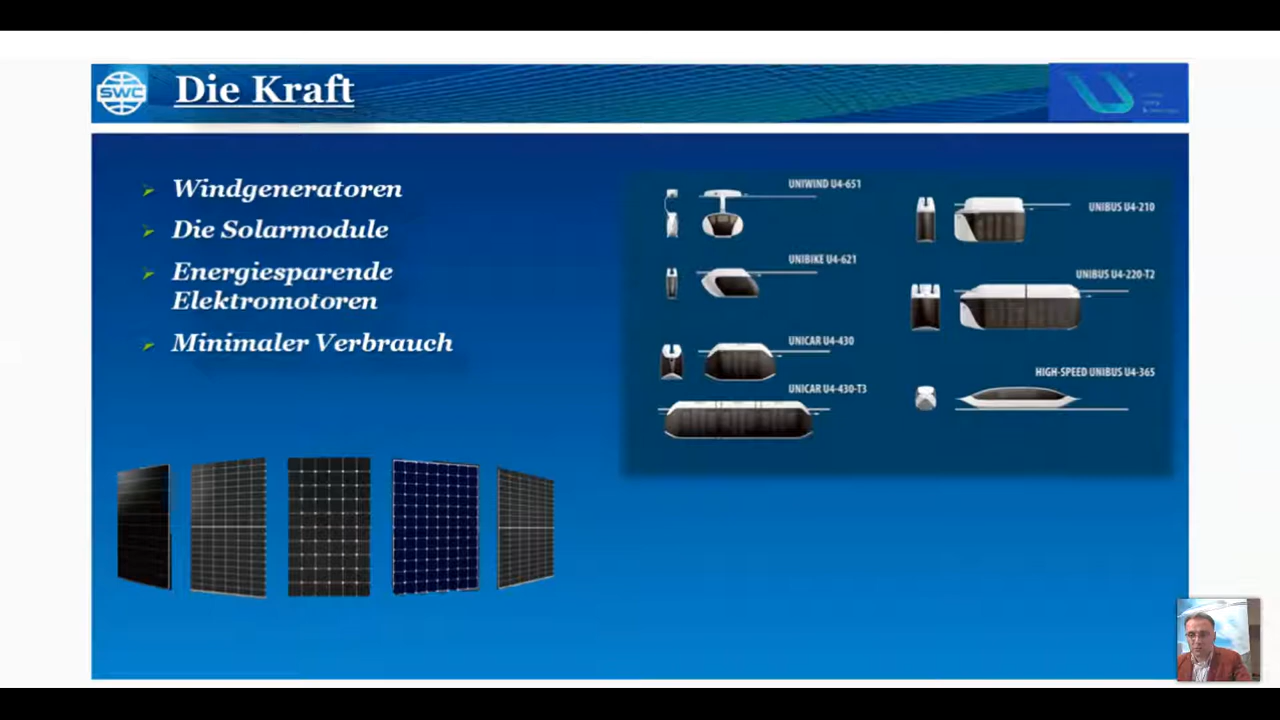 SWC
Die Kraft
Windgeneratoren
Die Solarmodule
Energiesparende
Elektromotoren
Minimaler Verbrauch
UNIWIND U4-651
UNIBIKE U4-621
UNICAR U4-430
UNICAR U4-430-T3
UNIBUS U4-210
UNIBUS U4-220-T2
HIGH-SPEED UNIBUS U4-365